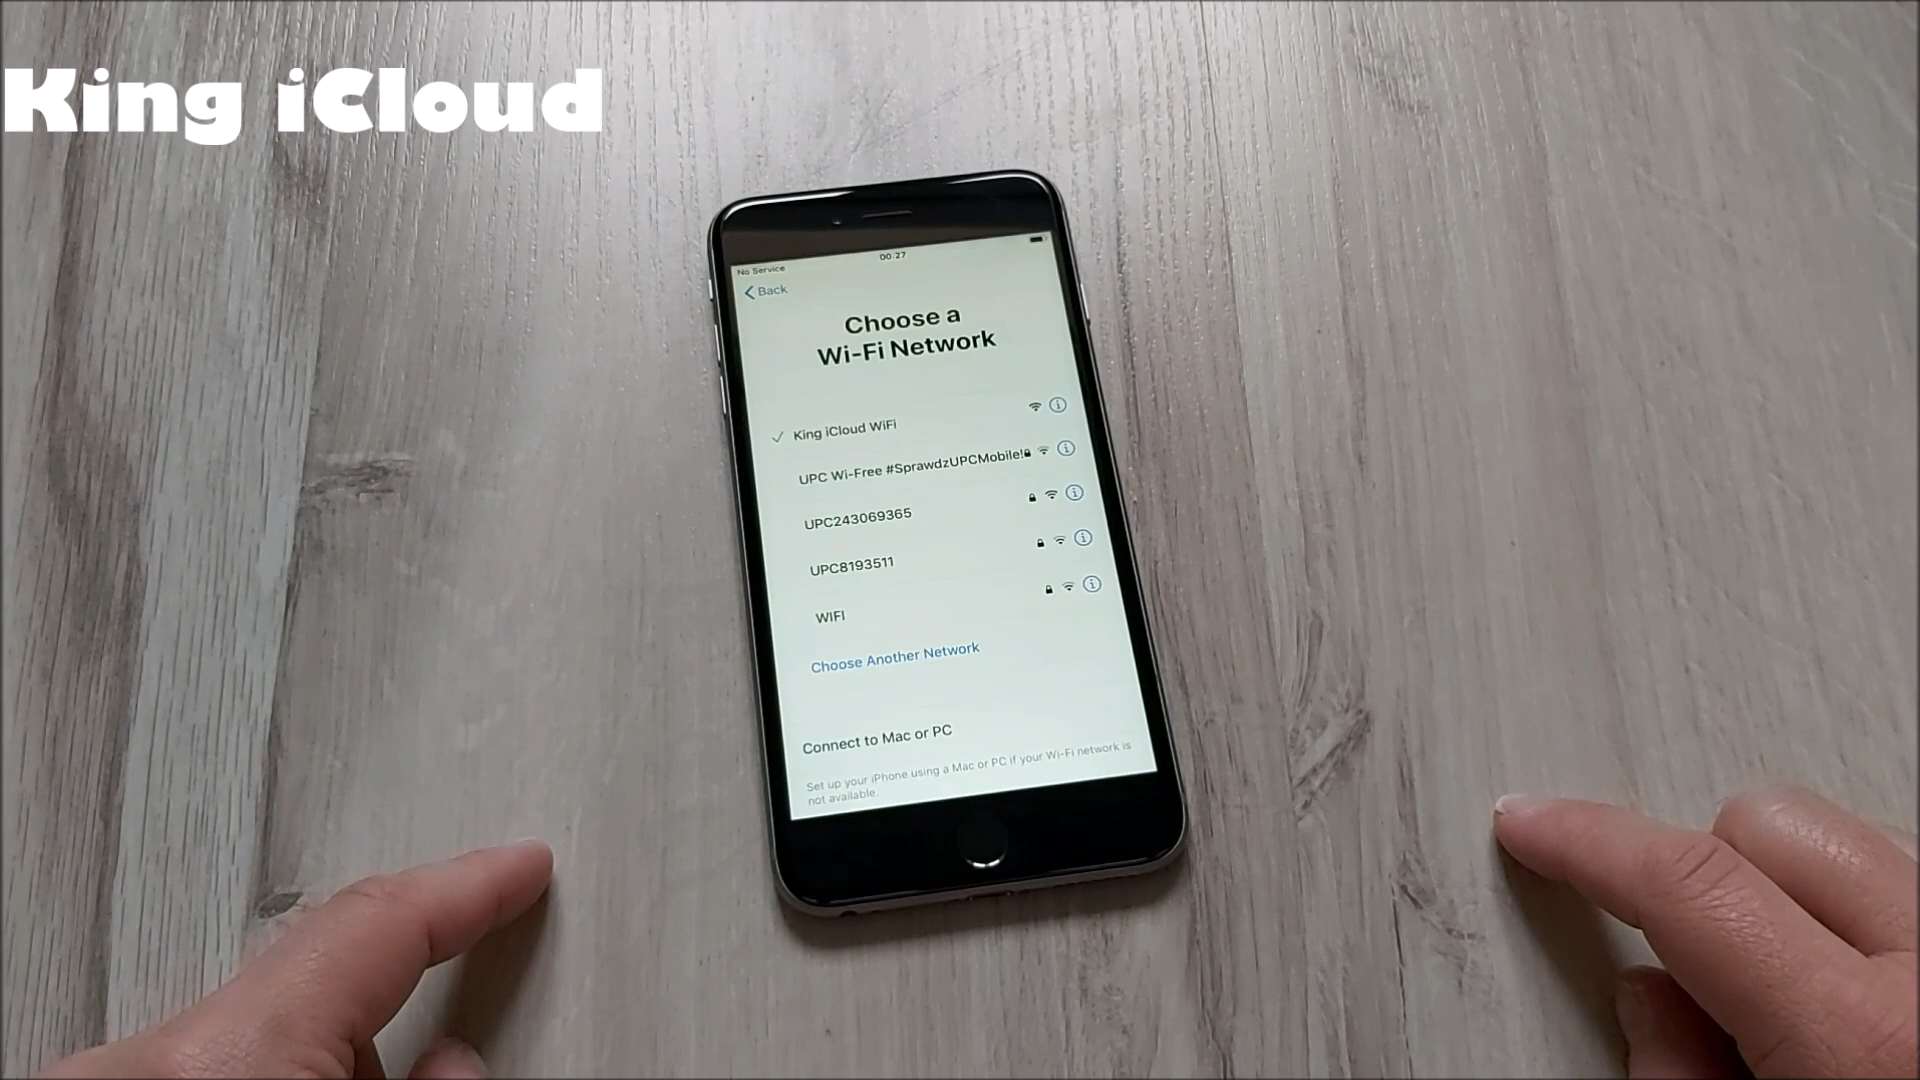 King iCloud
No Service
00:27
Back
Choose a
Wi-Fi Network
King iCloud WiFi
UPC Wi-Free #SprawdzUPCMobile!
UPC243069365
UPC8193511
WIFI
Choose Another Network
Connect to Mac or PC
Set up your iPhone using a Mac or PC if your Wi-Fi network is
not available.